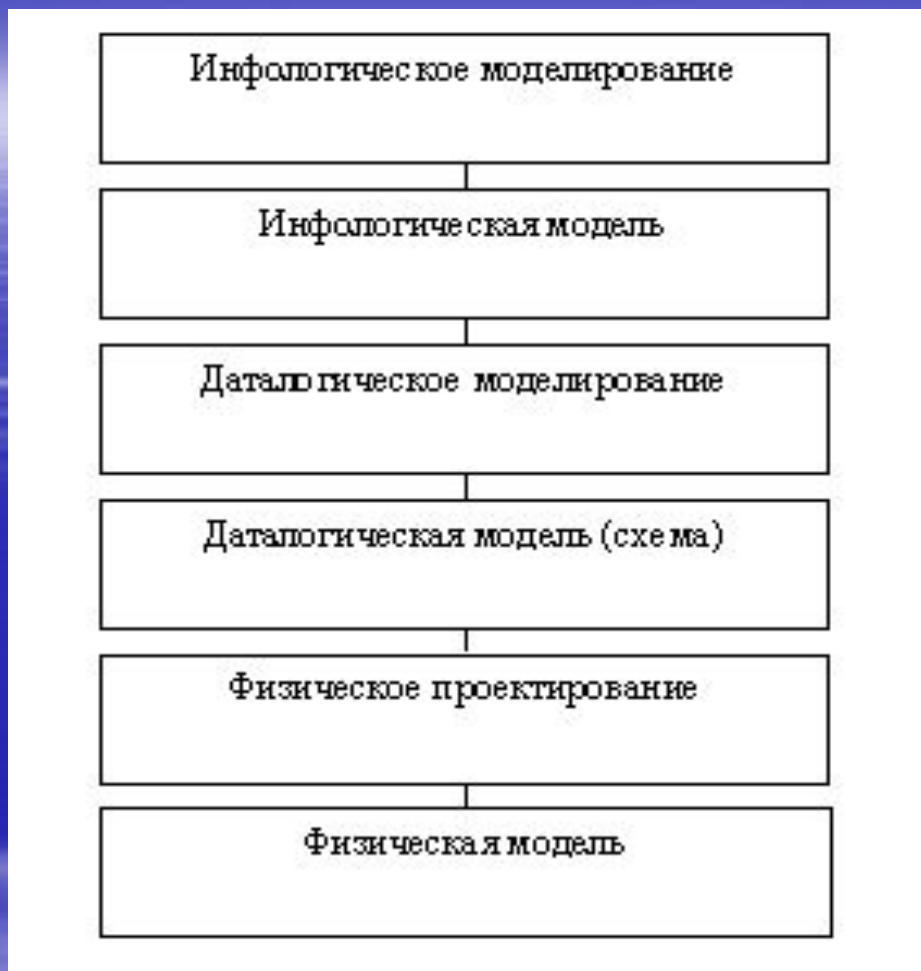 Инфологическое моделирование
Инфологическая модель
Даталогическое моделирование
Даталогическая модель (схема)
Физическое проектирование
Физическая модель